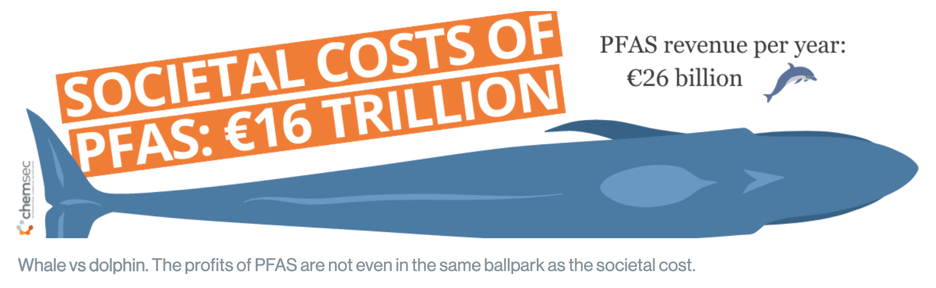 SOCIETAL COSTS OF
PFAS: €16 TRILLION
PFAS revenue per year:
€26 billion
chemsec
Whale vs dolphin. The profits of PFAS are not even in the same ballpark as the societal cost.